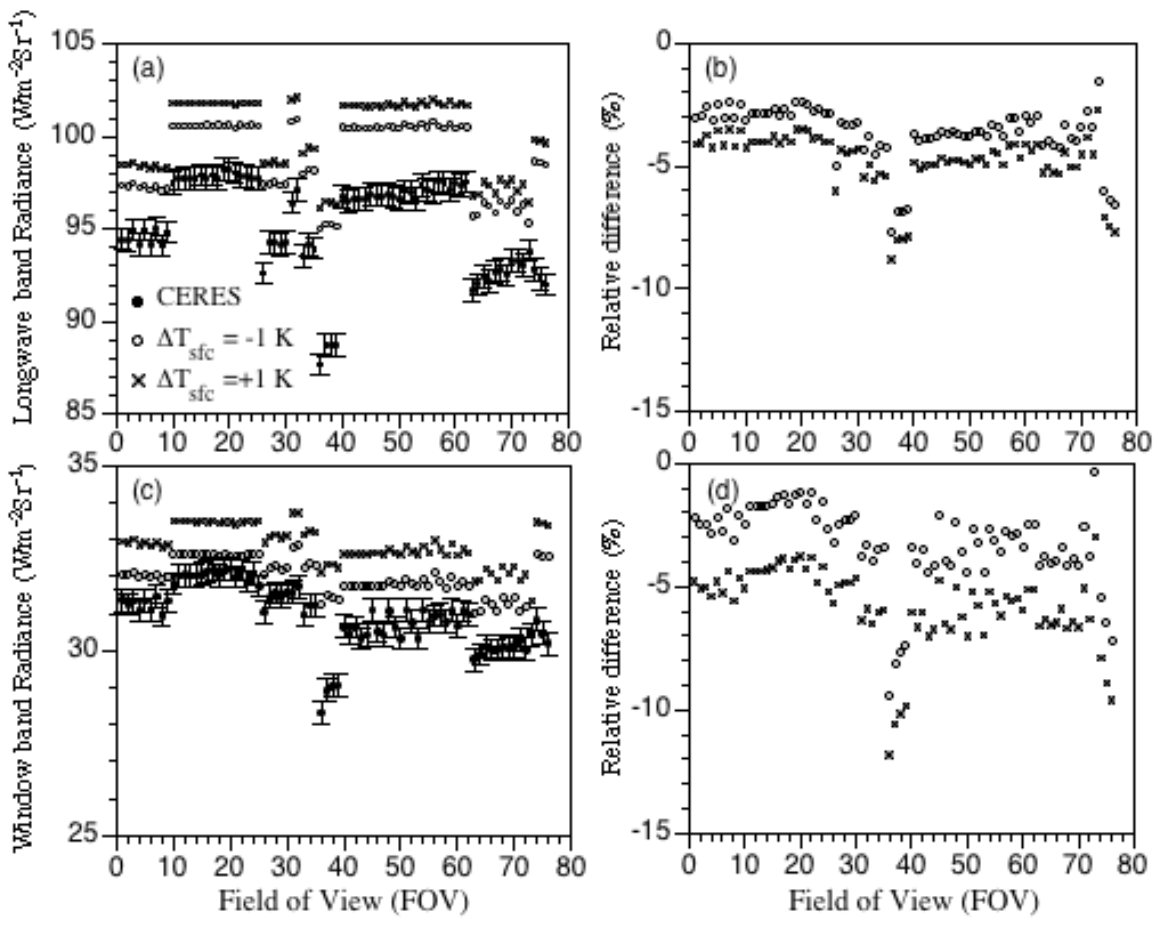 Longwave band Radiance (Wm⁻²Sr⁻¹)
105
100
95
90
85
(a)
CERES
ΔTsfc = -1 K
ΔTsfc =+1 K
0 10 20 30 40 50 60 70 80
Relative difference (%)
0
-5
-10
-15
(b)
0 10 20 30 40 50 60 70 80
Window band Radiance (Wm⁻²Sr⁻¹)
35
30
25
(c)
0 10 20 30 40 50 60 70 80
Field of View (FOV)
Relative difference (%)
0
-5
-10
-15
(d)
0 10 20 30 40 50 60 70 80
Field of View (FOV)